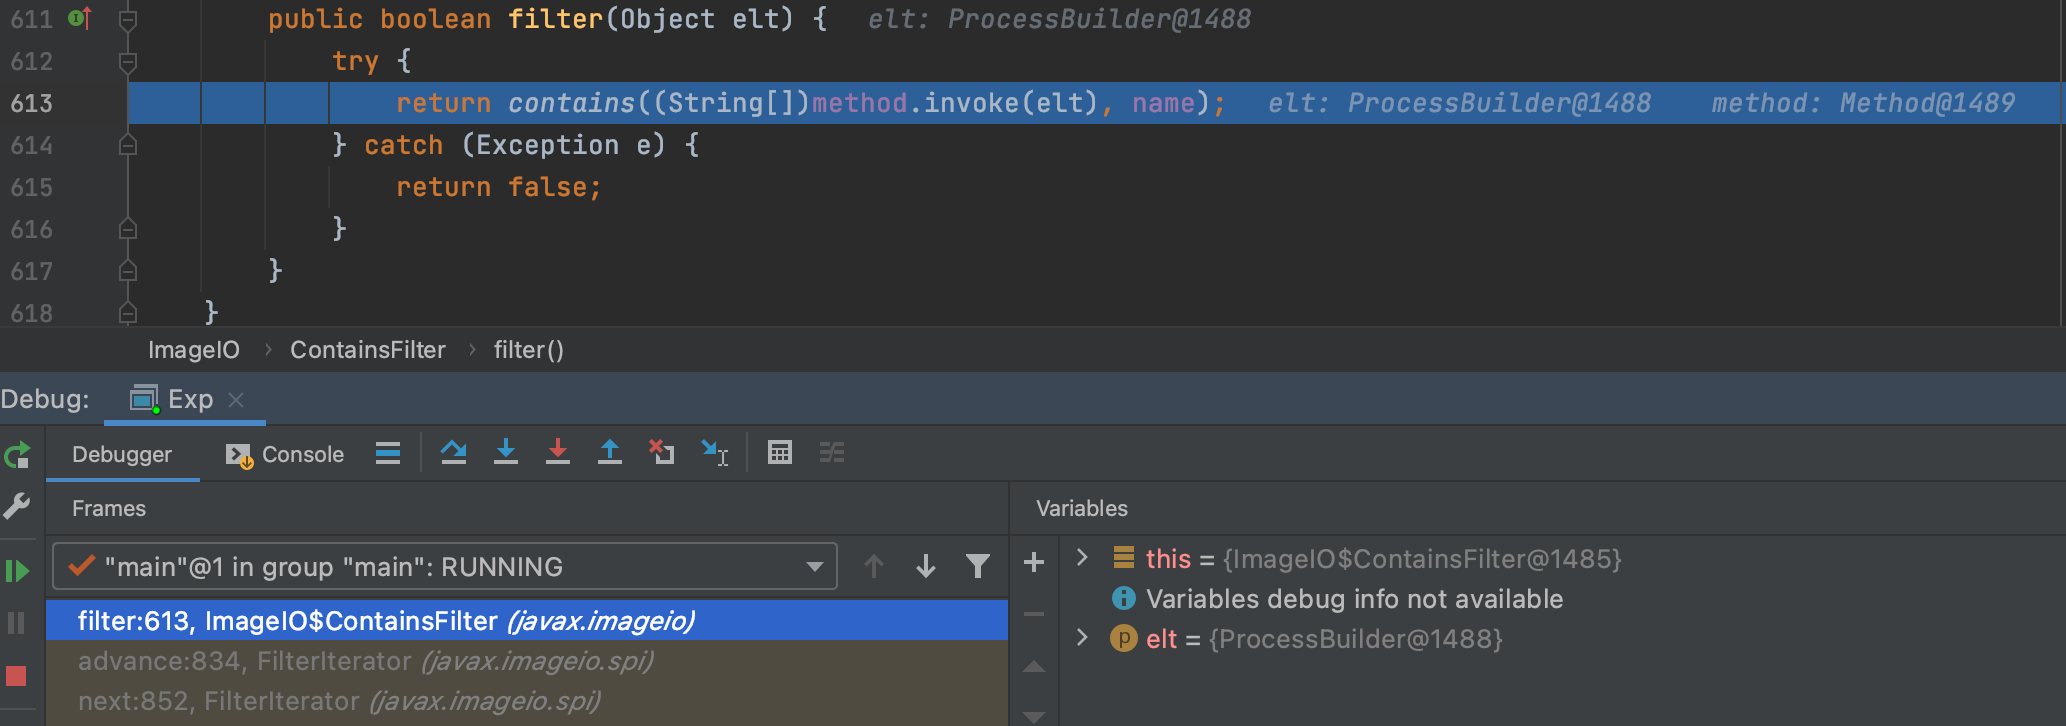 611 public boolean filter(Object elt) { elt: ProcessBuilder@1488
612 try {
613 return contains((String[])method.invoke(elt), name); elt: ProcessBuilder@1488 method: Method@1489
614 } catch (Exception e) {
615 return false;
616 }
617 }
618 }
ImageIO › ContainsFilter › filter()
Debug: Exp
Debugger Console
Frames
Variables
"main"@1 in group "main": RUNNING
filter:613, ImageIO$ContainsFilter (javax.imageio)
advance:834, FilterIterator (javax.imageio.spi)
next:852, FilterIterator (javax.imageio.spi)
this = {ImageIO$ContainsFilter@1485}
Variables debug info not available
elt = {ProcessBuilder@1488}